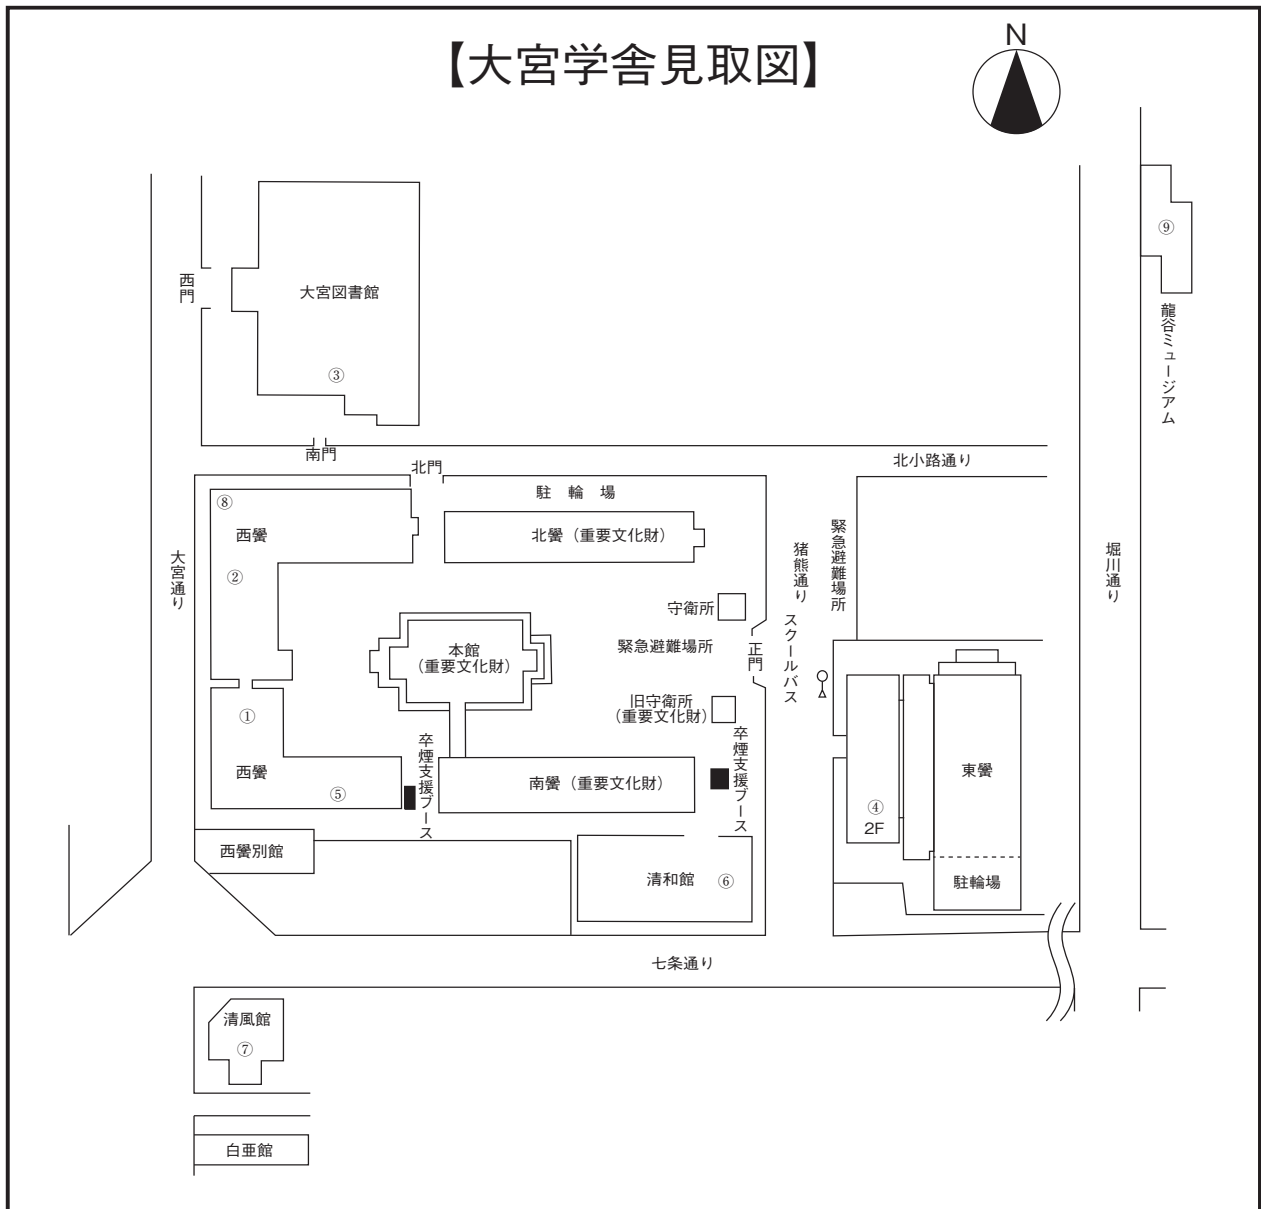 【大宮学舎見取図】
N
⑨
龍谷ミュージアム
西門
大宮図書館
③
南門
北門
北小路通り
⑧
西黌
②
駐輪場
北黌（重要文化財）
大宮通り
猪熊通り
緊急避難場所
堀川通り
守衛所
スクールバス
緊急避難場所
正門
本館
（重要文化財）
旧守衛所
（重要文化財）
①
西黌
⑤
卒煙支援ブース
南黌（重要文化財）
卒煙支援ブース
東黌
④
2F
西黌別館
清和館
⑥
駐輪場
七条通り
清風館
⑦
白亜館